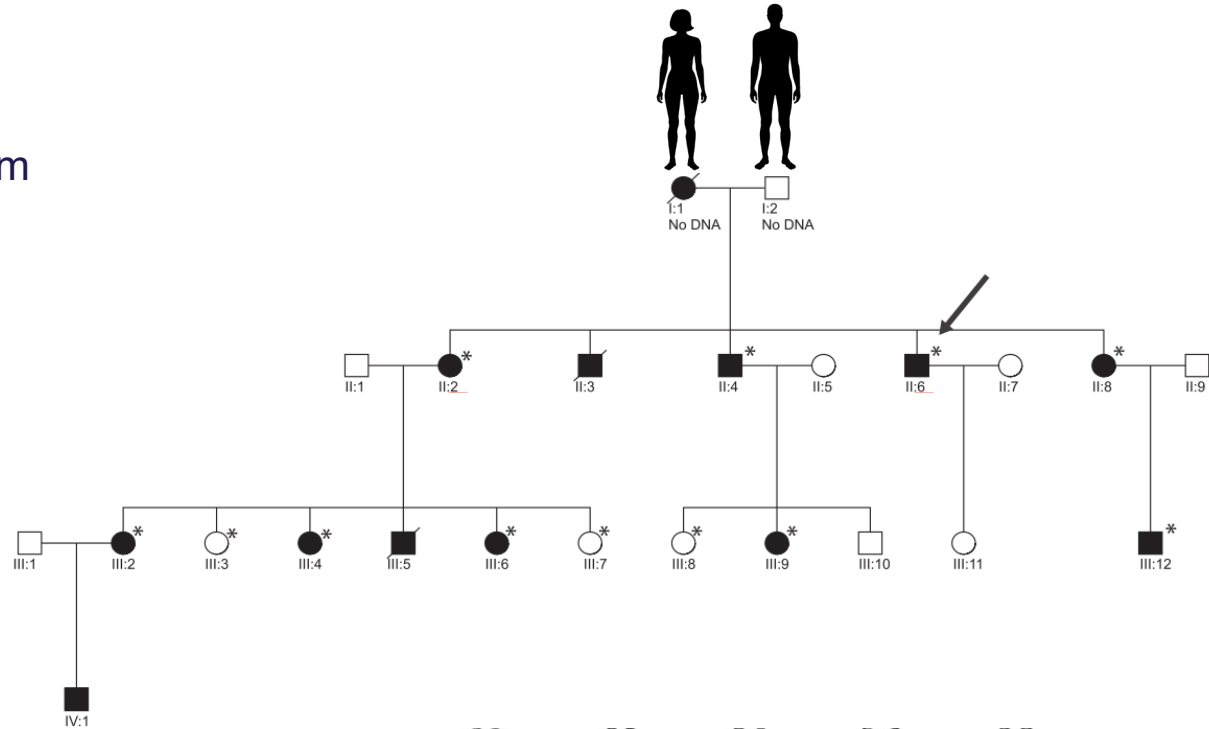 m
I:1 I:2
No DNA No DNA
* * * *
II:1 II:2 II:3 II:4 II:5 II:6 II:7 II:8 II:9
* * * * * * * *
III:1 III:2 III:3 III:4 III:5 III:6 III:7 III:8 III:9 III:10 III:11 III:12
IV:1